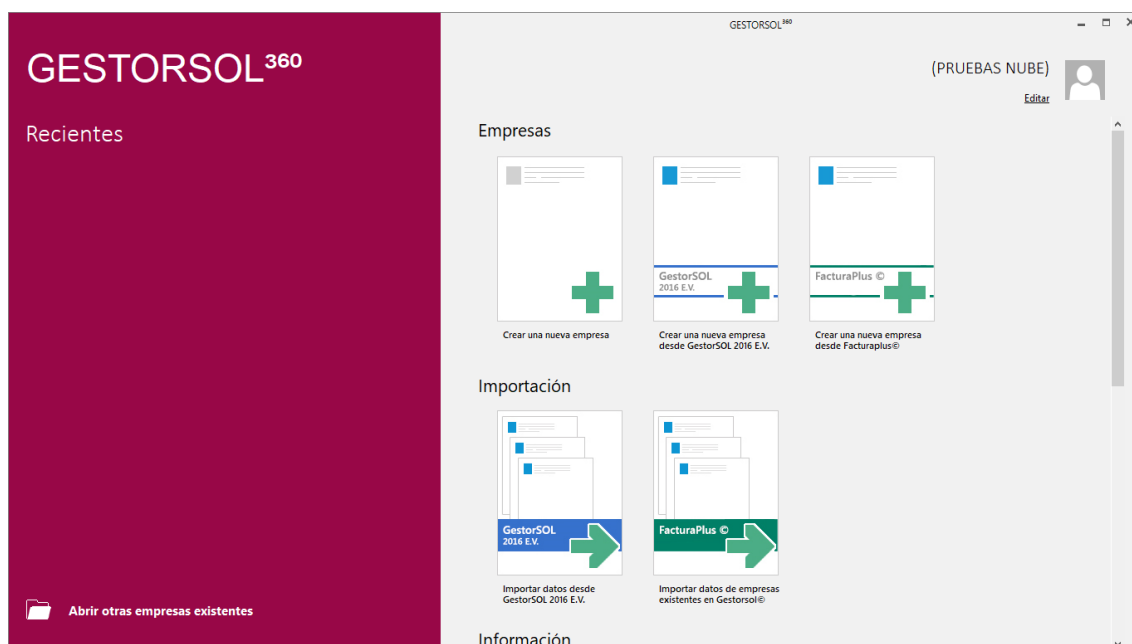 GESTORSOL³⁶⁰
GESTORSOL³⁶⁰
(PRUEBAS NUBE)
Editar
Recientes
Empresas
GestorSOL
2016 E.V.
FacturaPlus ©
Crear una nueva empresa
Crear una nueva empresa
desde GestorSOL 2016 E.V.
Crear una nueva empresa
desde Facturaplus©
Importación
GestorSOL
2016 E.V.
FacturaPlus ©
Importar datos desde
GestorSOL 2016 E.V.
Importar datos de empresas
existentes en Gestorsol©
Abrir otras empresas existentes
Información